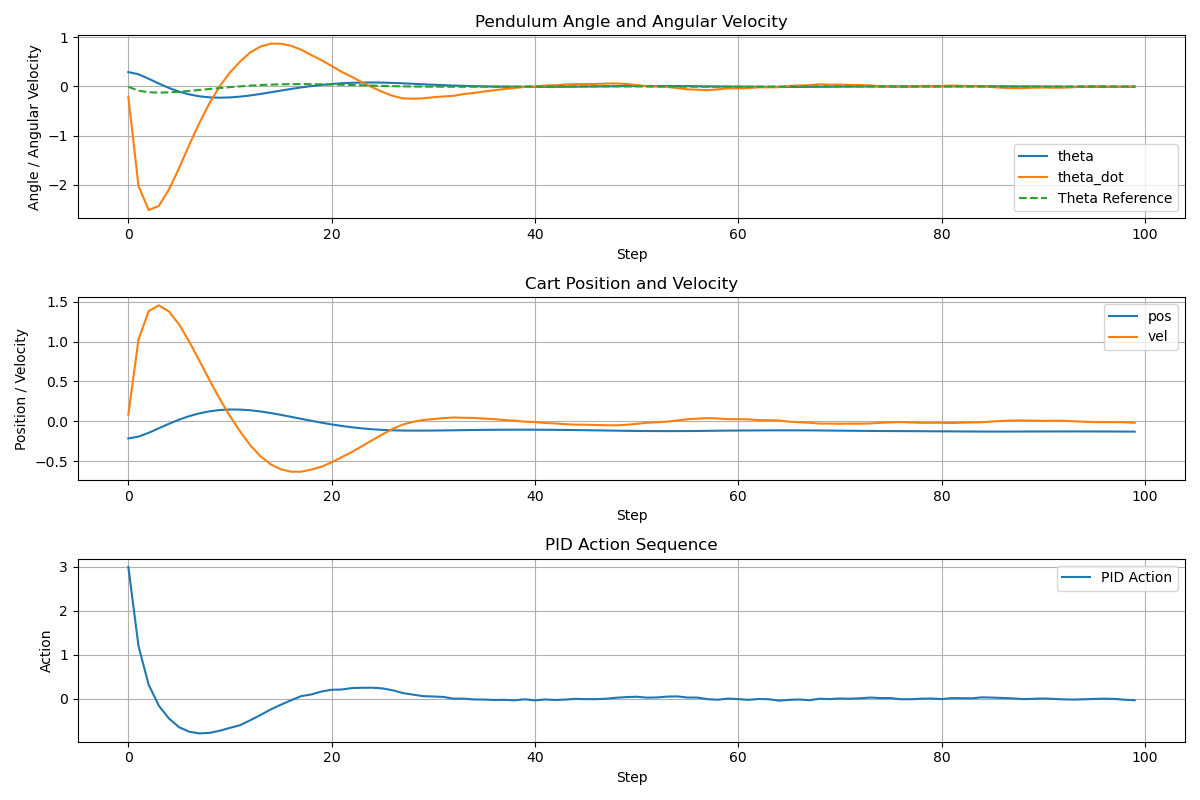 Pendulum Angle and Angular Velocity
Angle / Angular Velocity
1
0
−1
−2
theta
theta_dot
Theta Reference
0 20 40 60 80 100
Step
Cart Position and Velocity
Position / Velocity
1.5
1.0
0.5
0.0
−0.5
pos
vel
0 20 40 60 80 100
Step
PID Action Sequence
Action
3
2
1
0
PID Action
0 20 40 60 80 100
Step